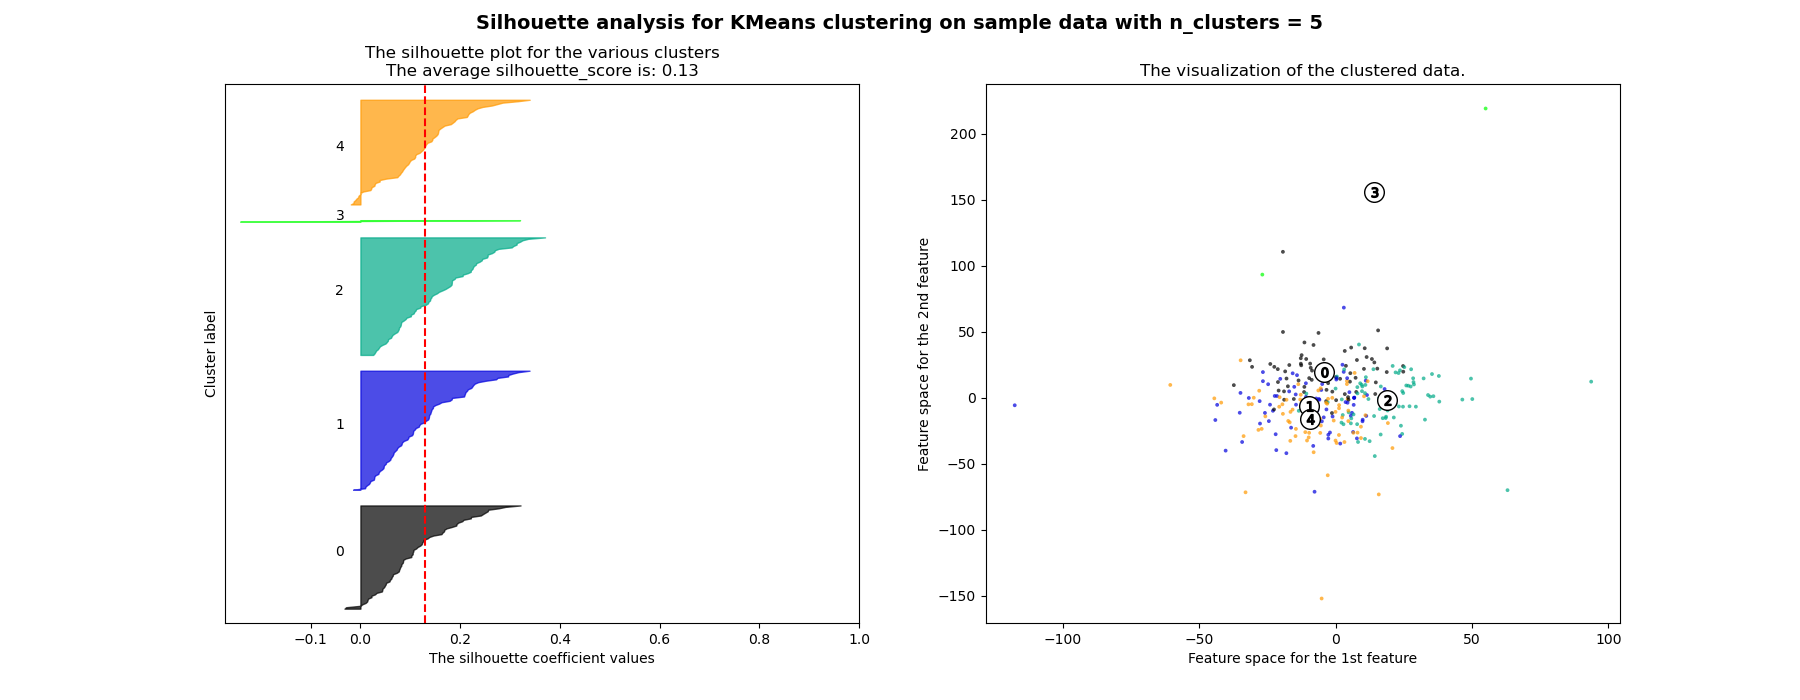 Silhouette analysis for KMeans clustering on sample data with n_clusters = 5
The silhouette plot for the various clusters
The average silhouette_score is: 0.13
4
3
2
1
0
Cluster label
−0.1 0.0 0.2 0.4 0.6 0.8 1.0
The silhouette coefficient values
The visualization of the clustered data.
200
150
100
50
0
−50
−100
−150
Feature space for the 2nd feature
3
0
2
1
4
−100 −50 0 50 100
Feature space for the 1st feature